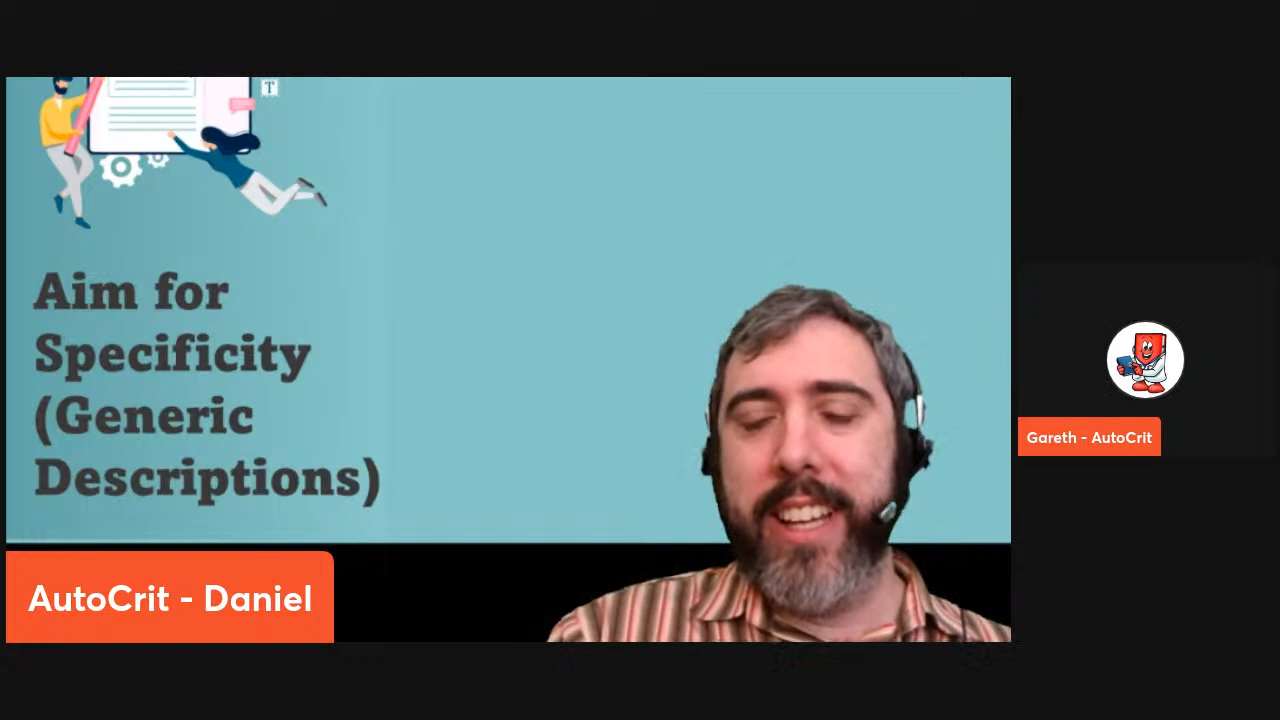 T
Aim for
Specificity
(Generic
Descriptions)
AutoCrit - Daniel
Gareth - AutoCrit